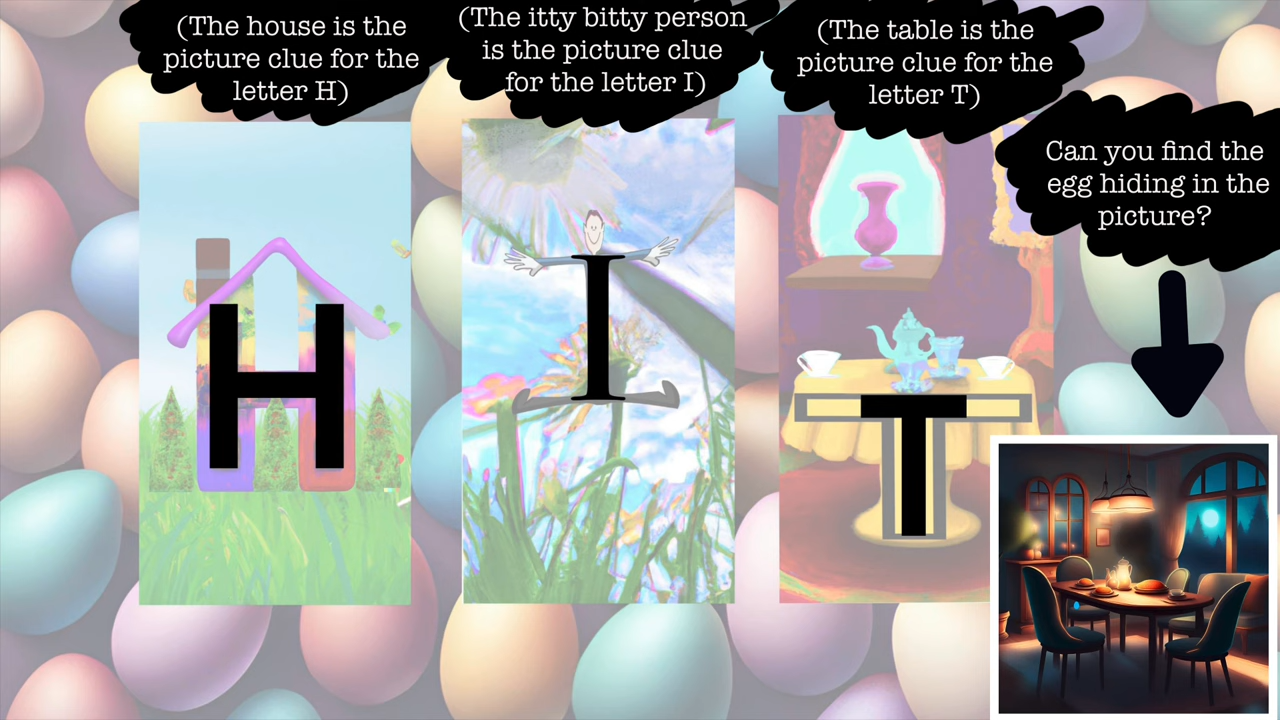 (The house is the
picture clue for the
letter H)
(The itty bitty person
is the picture clue
for the letter I)
(The table is the
picture clue for the
letter T)
Can you find the
egg hiding in the
picture?
H
I
T